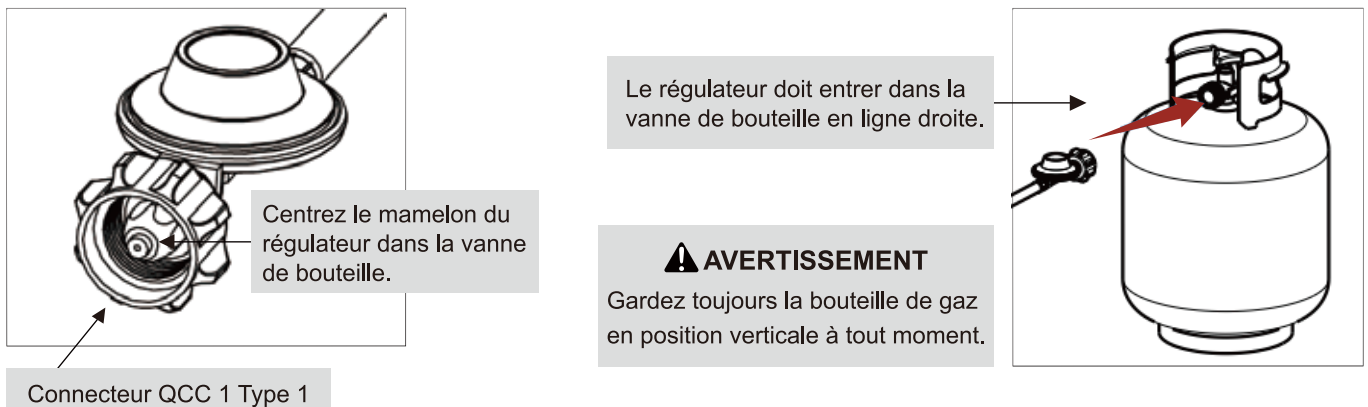 Centrez le mamelon du
régulateur dans la vanne
de bouteille.
Connecteur QCC 1 Type 1
Le régulateur doit entrer dans la
vanne de bouteille en ligne droite.
AVERTISSEMENT
Gardez toujours la bouteille de gaz
en position verticale à tout moment.